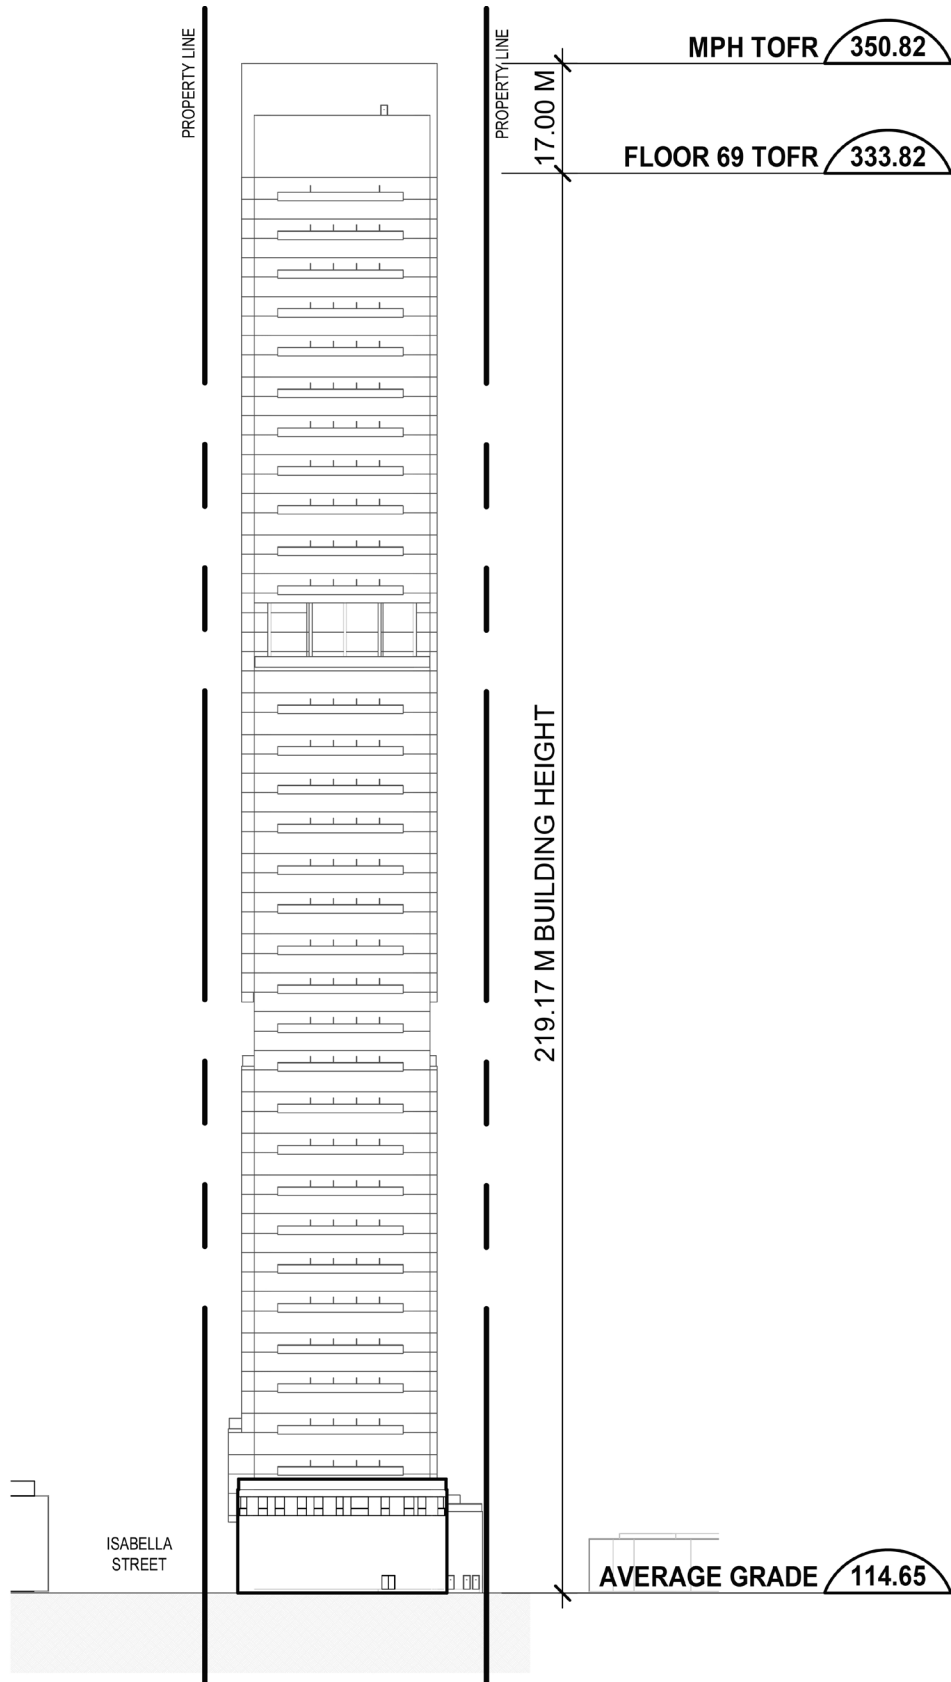 PROPERTY LINE
PROPERTY LINE
MPH TOFR 350.82
17.00 M
FLOOR 69 TOFR 333.82
219.17 M BUILDING HEIGHT
ISABELLA
STREET
AVERAGE GRADE 114.65